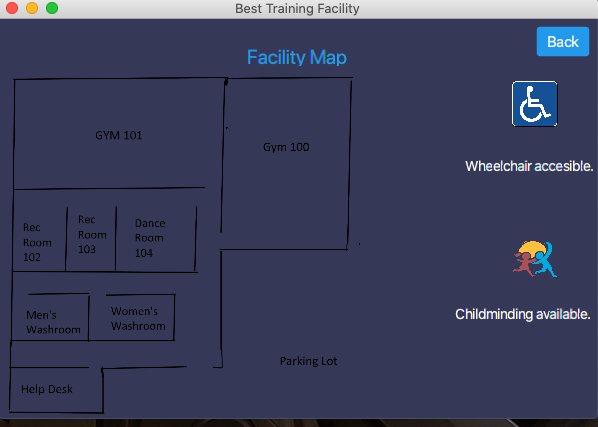 Best Training Facility
Back
Facility Map
GYM 101
Gym 100
Wheelchair accesible.
Rec
Room
102
Rec
Room
103
Dance
Room
104
Childminding available.
Men's
Washroom
Women's
Washroom
Parking Lot
Help Desk